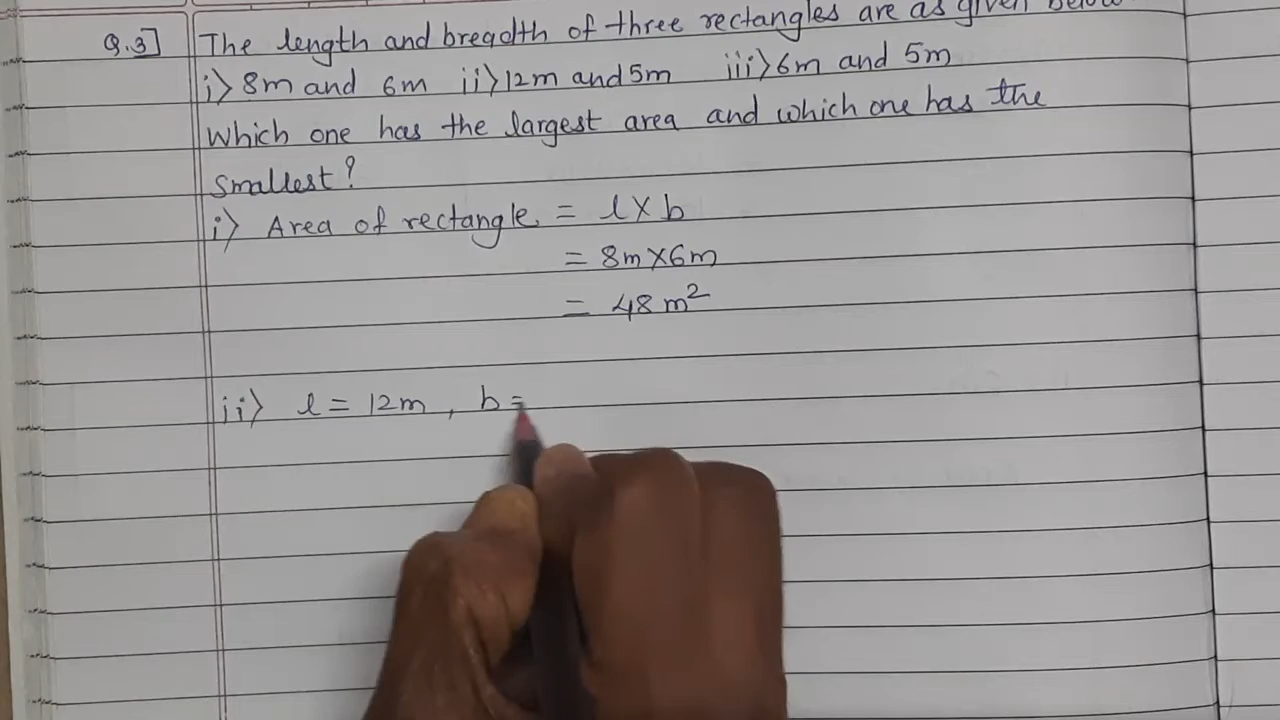 Q.3] The length and breadth of three rectangles are as given below
i) 8m and 6m ii) 12m and 5m iii) 6m and 5m
Which one has the largest area and which one has the
smallest?
i) Area of rectangle = l × b
= 8m × 6m
= 48 m²
ii) l = 12m, b =